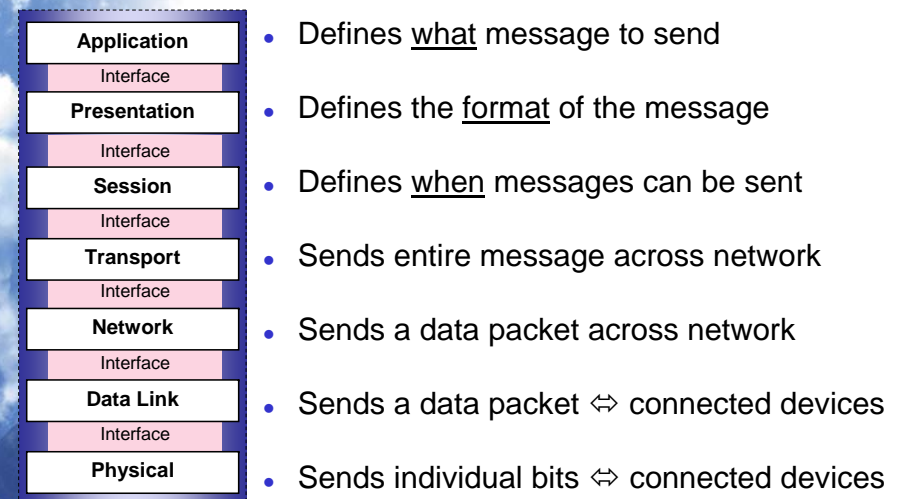 Application
• Defines what message to send
Interface
Presentation
• Defines the format of the message
Interface
Session
• Defines when messages can be sent
Interface
Transport
• Sends entire message across network
Interface
Network
• Sends a data packet across network
Interface
Data Link
• Sends a data packet ⇔ connected devices
Interface
Physical
• Sends individual bits ⇔ connected devices